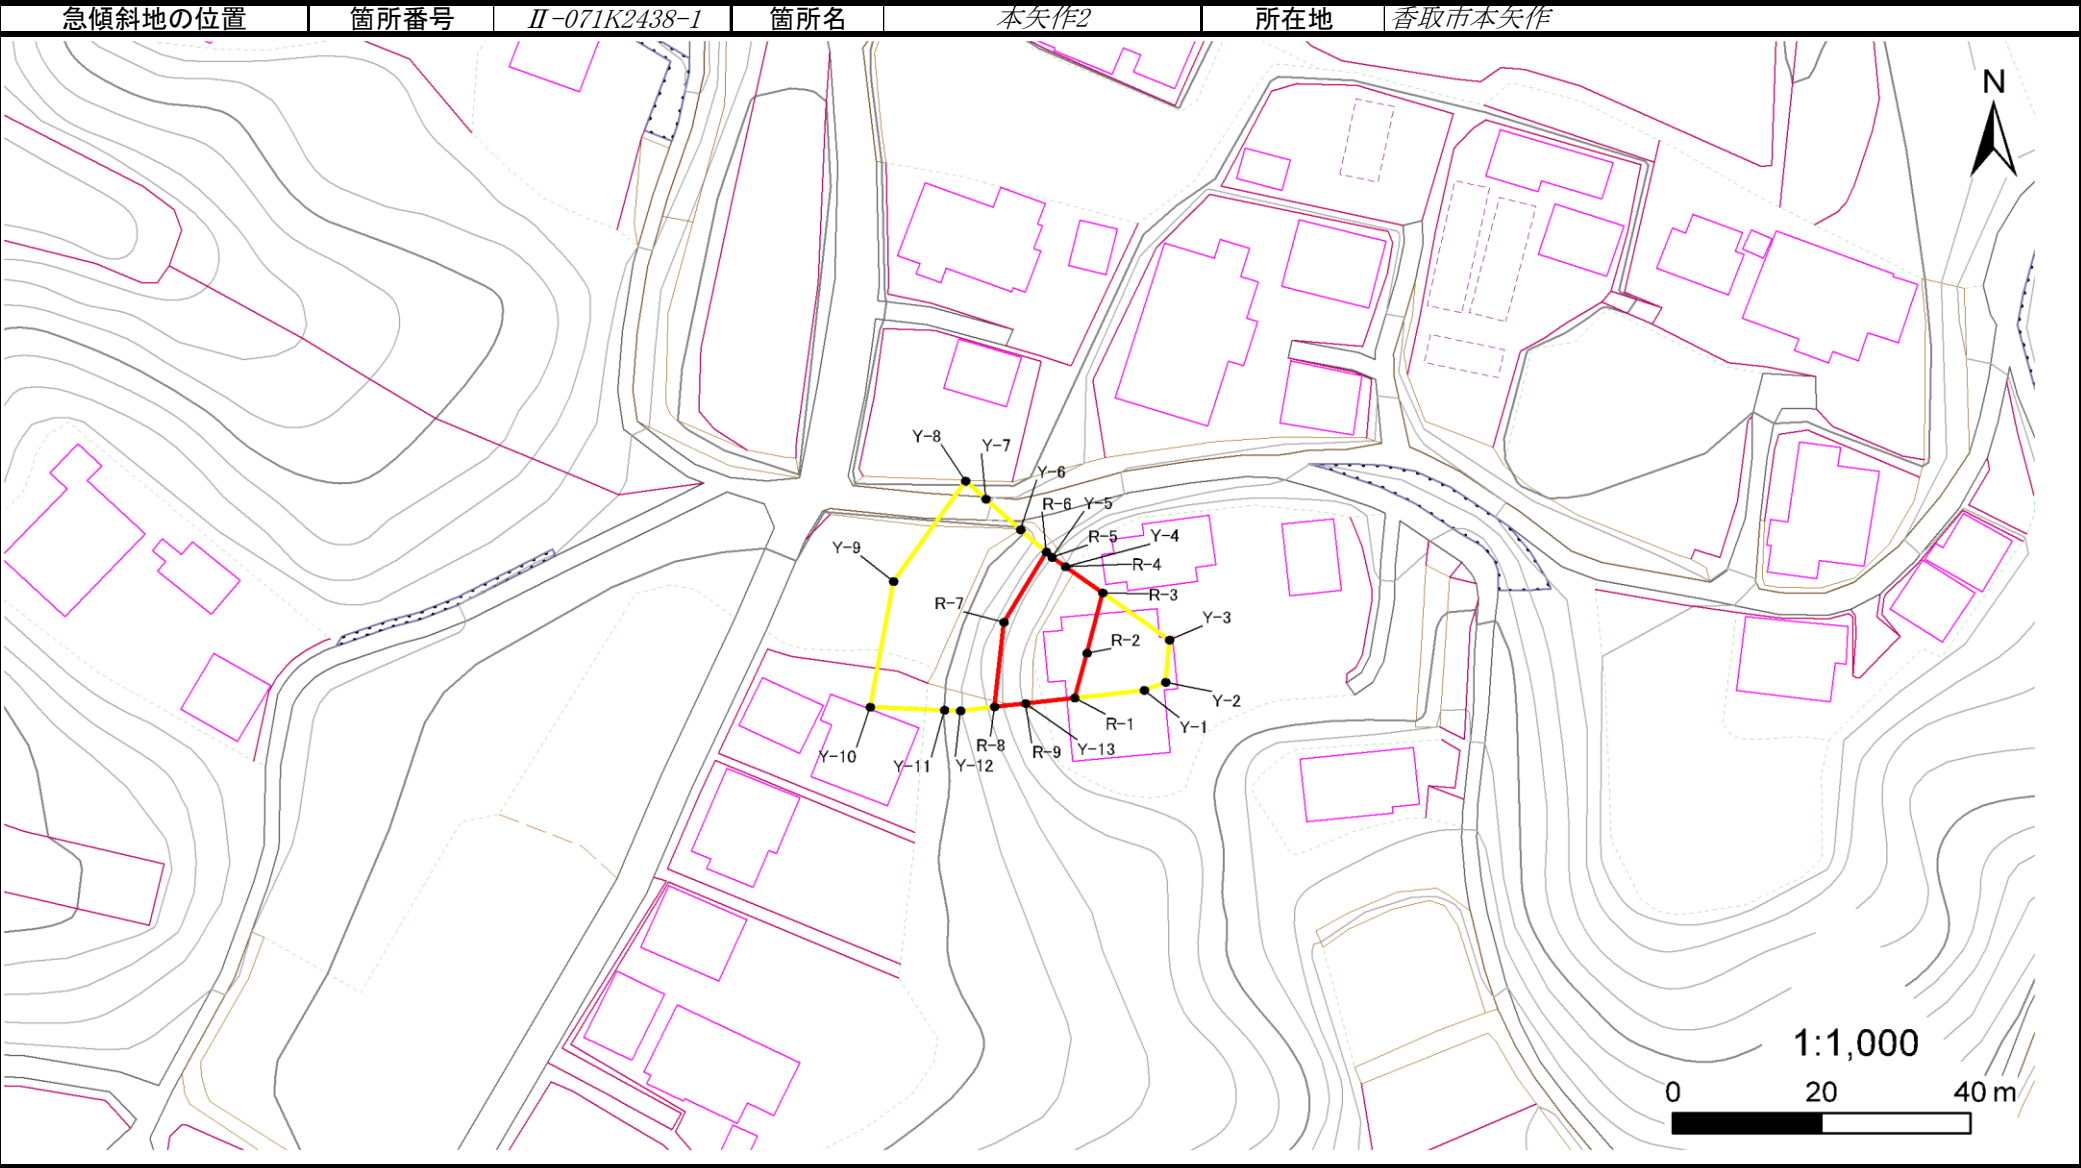 急傾斜地の位置 箇所番号 Ⅱ-071K2438-1 箇所名 本矢作2 所在地 香取市本矢作
N
Y-8
Y-7
Y-6
R-6
Y-5
R-5
Y-4
R-4
Y-9
R-3
R-7
Y-3
R-2
Y-2
R-1
Y-1
Y-10
Y-11
Y-12
R-8
R-9
Y-13
1:1,000
0 20 40 m